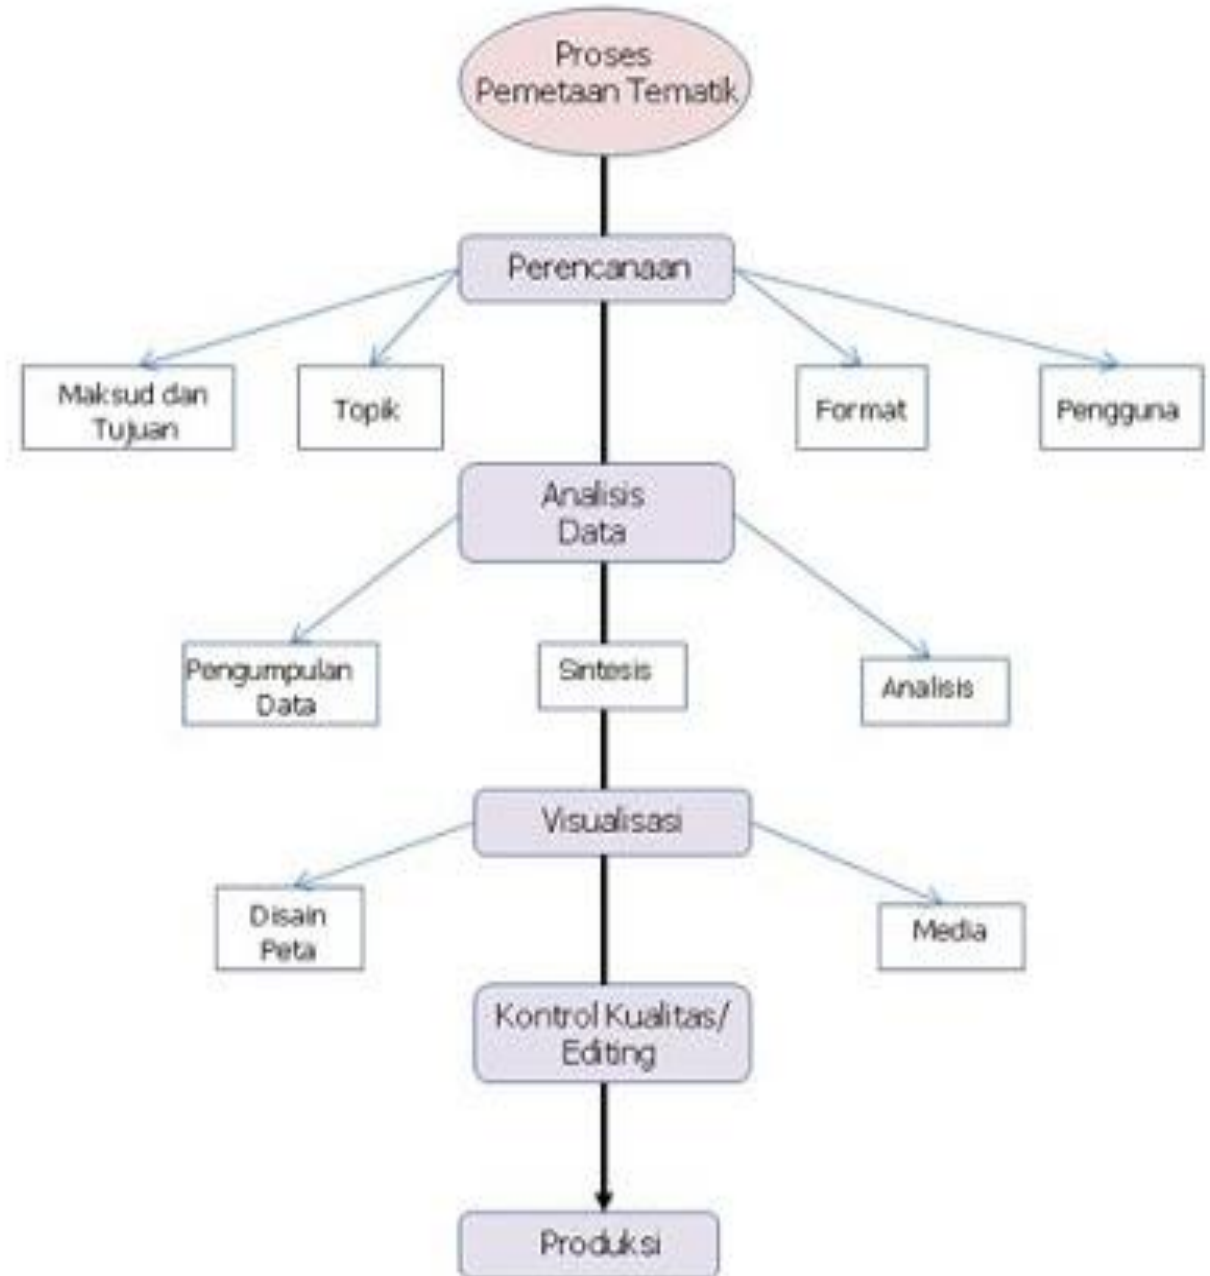 Proses
Pemetaan Tematik
Perencanaan
Maksud dan
Tujuan
Topik
Format
Pengguna
Analisis
Data
Pengumpulan
Data
Sintesis
Analisis
Visualisasi
Disain
Peta
Media
Kontrol Kualitas/
Editing
Produksi